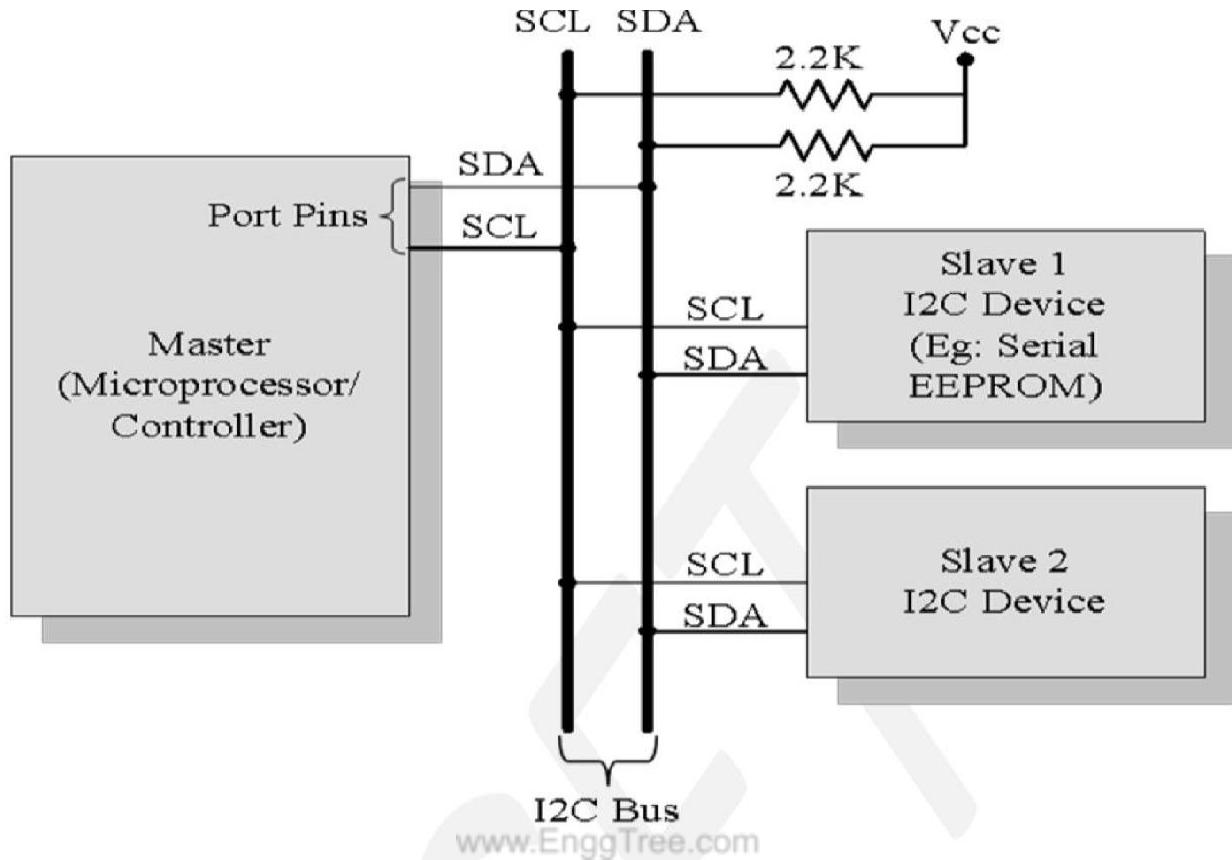 SCL SDA
Vcc
2.2K
2.2K
SDA
Port Pins
SCL
Master
(Microprocessor/
Controller)
SCL
SDA
Slave 1
I2C Device
(Eg: Serial
EEPROM)
SCL
SDA
Slave 2
I2C Device
I2C Bus
www.EnggTree.com